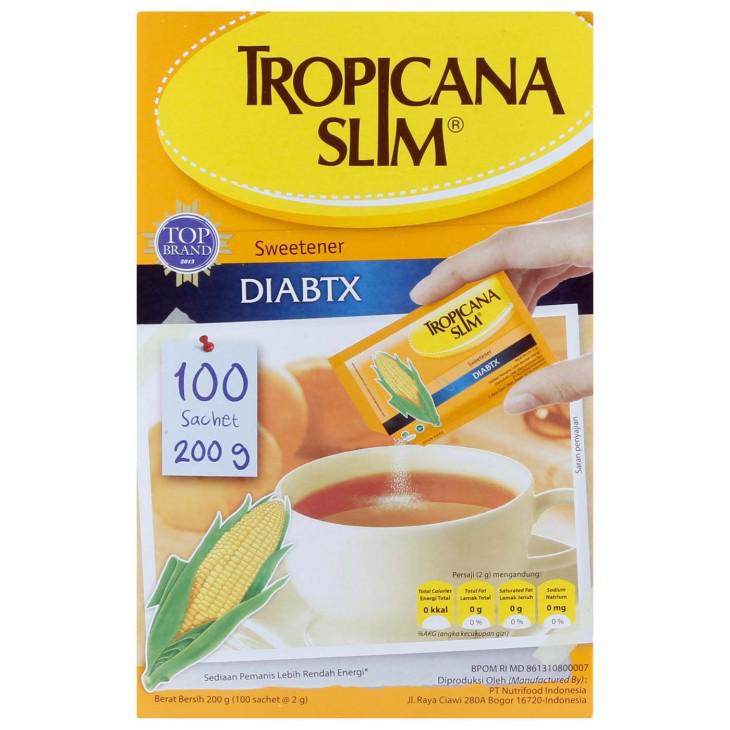 TROPICANA
SLIM®
TOP
BRAND
2013
Sweetener
DIABTX
TROPICANA
SLIM®
Sweetener
DIABTX
100
Sachet
200 g
Saran penyajian
Persaji (2 g) mengandung:
Total Calories
Energi Total
0 kkal
Total Fat
Lemak Total
0 g
0 %
Saturated Fat
Lemak Jenuh
0 g
0 %
Sodium
Natrium
0 mg
0 %
%AKG (angka kecukupan gizi)
Sediaan Pemanis Lebih Rendah Energi*
Berat Bersih 200 g (100 sachet @ 2 g)
BPOM RI MD 861310800007
Diproduksi Oleh (Manufactured By):
PT Nutrifood Indonesia
Jl. Raya Ciawi 280A Bogor 16720-Indonesia